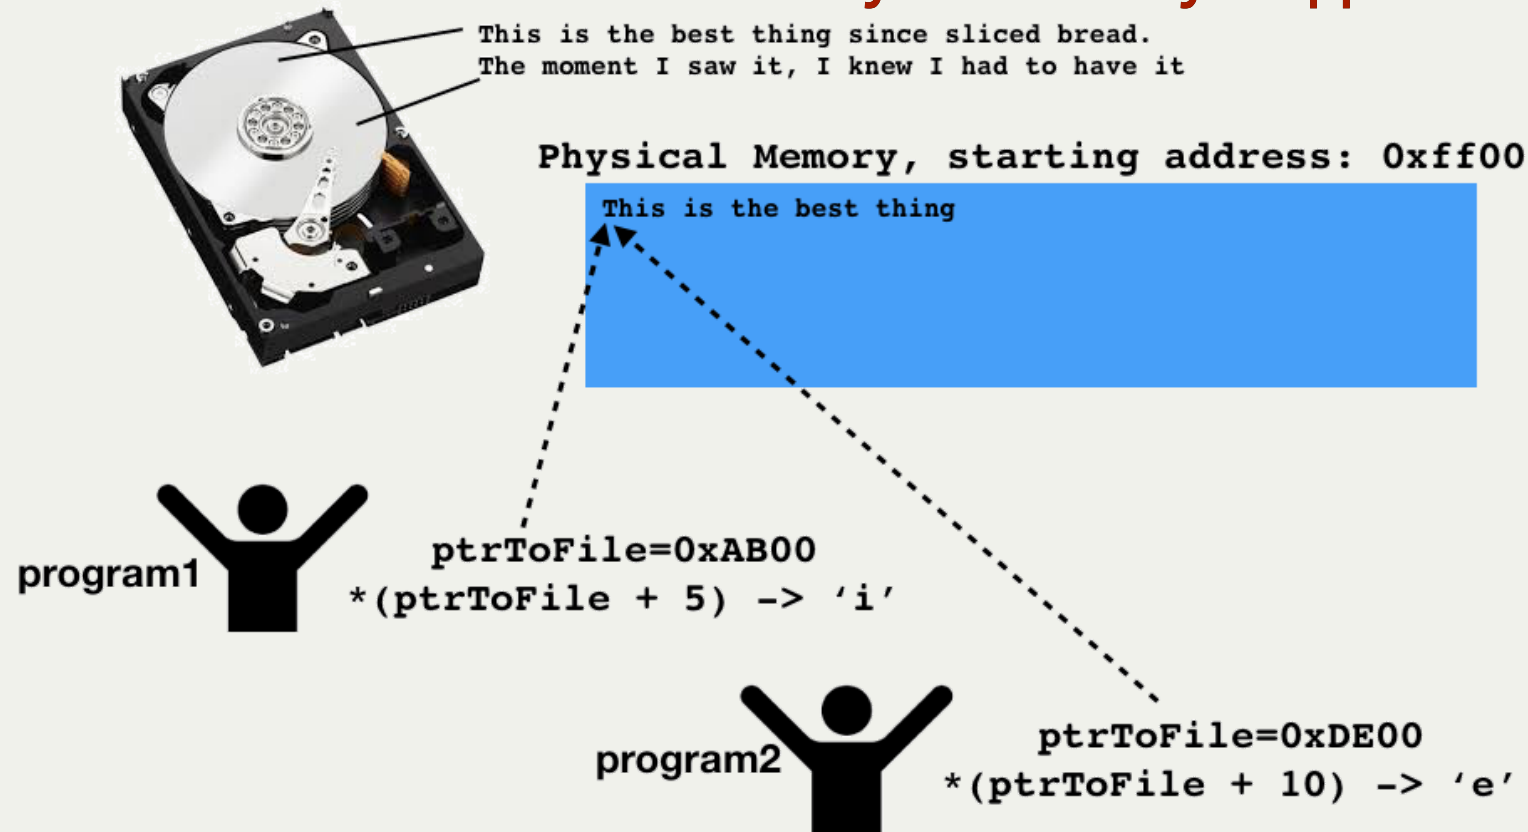 This is the best thing since sliced bread.
The moment I saw it, I knew I had to have it
Physical Memory, starting address: 0xff00
This is the best thing
ptrToFile=0xAB00
program1
*(ptrToFile + 5) -> ‘i’
ptrToFile=0xDE00
program2
*(ptrToFile + 10) -> ‘e’